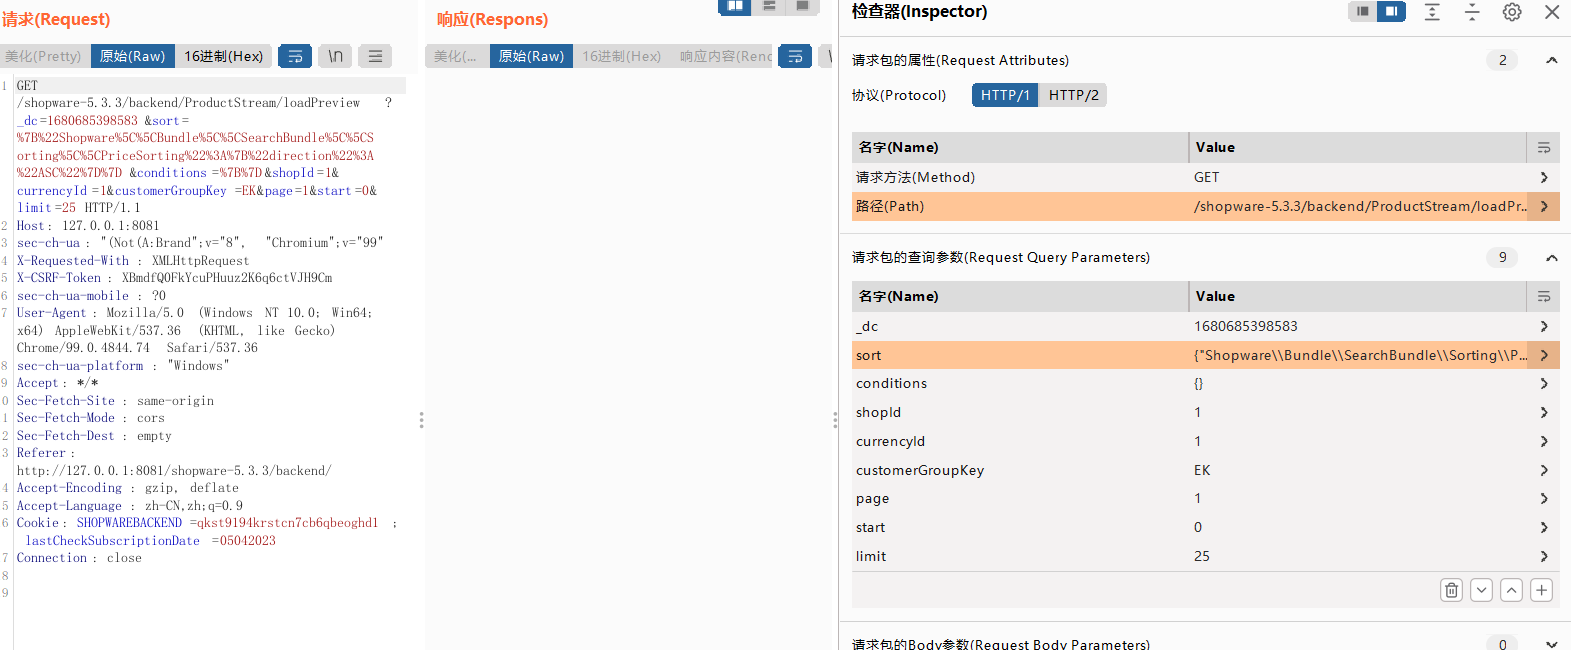 请求(Request)
美化(Pretty) 原始(Raw) 16进制(Hex) \n
1 GET
/shopware-5.3.3/backend/ProductStream/loadPreview ?
_dc=1680685398583 &sort=
%7B%22Shopware%5C%5CBundle%5C%5CSearchBundle%5C%5CS
orting%5C%5CPriceSorting%22%3A%7B%22direction%22%3A
%22ASC%22%7D%7D &conditions =%7B%7D&shopId=1&
currencyId =1&customerGroupKey =EK&page=1&start=0&
limit=25 HTTP/1.1
2 Host: 127.0.0.1:8081
3 sec-ch-ua : "(Not(A:Brand";v="8", "Chromium";v="99"
4 X-Requested-With : XMLHttpRequest
5 X-CSRF-Token : XBmdfQ0FkYcuPHuuz2K6q6ctVJH9Cm
6 sec-ch-ua-mobile : ?0
7 User-Agent : Mozilla/5.0 (Windows NT 10.0; Win64;
x64) AppleWebKit/537.36 (KHTML, like Gecko)
Chrome/99.0.4844.74 Safari/537.36
8 sec-ch-ua-platform : "Windows"
9 Accept: */*
0 Sec-Fetch-Site : same-origin
1 Sec-Fetch-Mode : cors
2 Sec-Fetch-Dest : empty
3 Referer :
http://127.0.0.1:8081/shopware-5.3.3/backend/
4 Accept-Encoding : gzip, deflate
5 Accept-Language : zh-CN,zh;q=0.9
6 Cookie: SHOPWAREBACKEND =qkst9194krstcn7cb6qbeoghd1 ;
lastCheckSubscriptionDate =05042023
7 Connection : close
8
9
响应(Respons)
美化(... 原始(Raw) 16进制(Hex) 响应内容(Renc \
检查器(Inspector)
请求包的属性(Request Attributes) 2
协议(Protocol) HTTP/1 HTTP/2
名字(Name) Value
请求方法(Method) GET
路径(Path) /shopware-5.3.3/backend/ProductStream/loadPr...
请求包的查询参数(Request Query Parameters) 9
名字(Name) Value
_dc 1680685398583
sort {"Shopware\\Bundle\\SearchBundle\\Sorting\\P...
conditions {}
shopId 1
currencyId 1
customerGroupKey EK
page 1
start 0
limit 25
请求包的Body参数(Request Body Parameters) 0